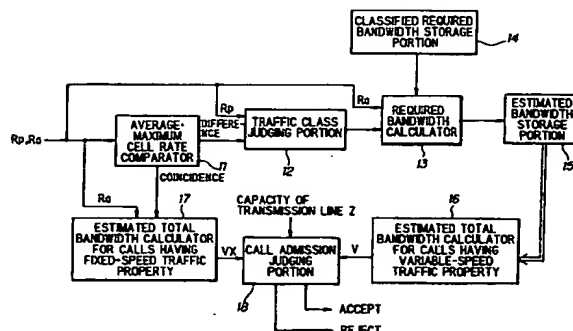 CLASSIFIED REQUIRED
BANDWIDTH STORAGE
PORTION
14
Rp
Ra
Rp,Ra
AVERAGE-
MAXIMUM
CELL RATE
COMPARATOR
11
DIFFERE-
NCE
TRAFFIC CLASS
JUDGING PORTION
12
REQUIRED
BANDWIDTH
CALCULATOR
13
ESTIMATED
BANDWIDTH
STORAGE
PORTION
15
COINCIDENCE
Ra
17
ESTIMATED TOTAL
BANDWIDTH CALCULATOR
FOR CALLS HAVING
FIXED-SPEED TRAFFIC
PROPERTY
VX
CAPACITY OF
TRANSMISSION LINE Z
CALL ADMISSION
JUDGING
PORTION
18
V
16
ESTIMATED TOTAL
BANDWIDTH CALCULATOR
FOR CALLS HAVING
VARIABLE-SPEED
TRAFFIC PROPERTY
ACCEPT
REJECT